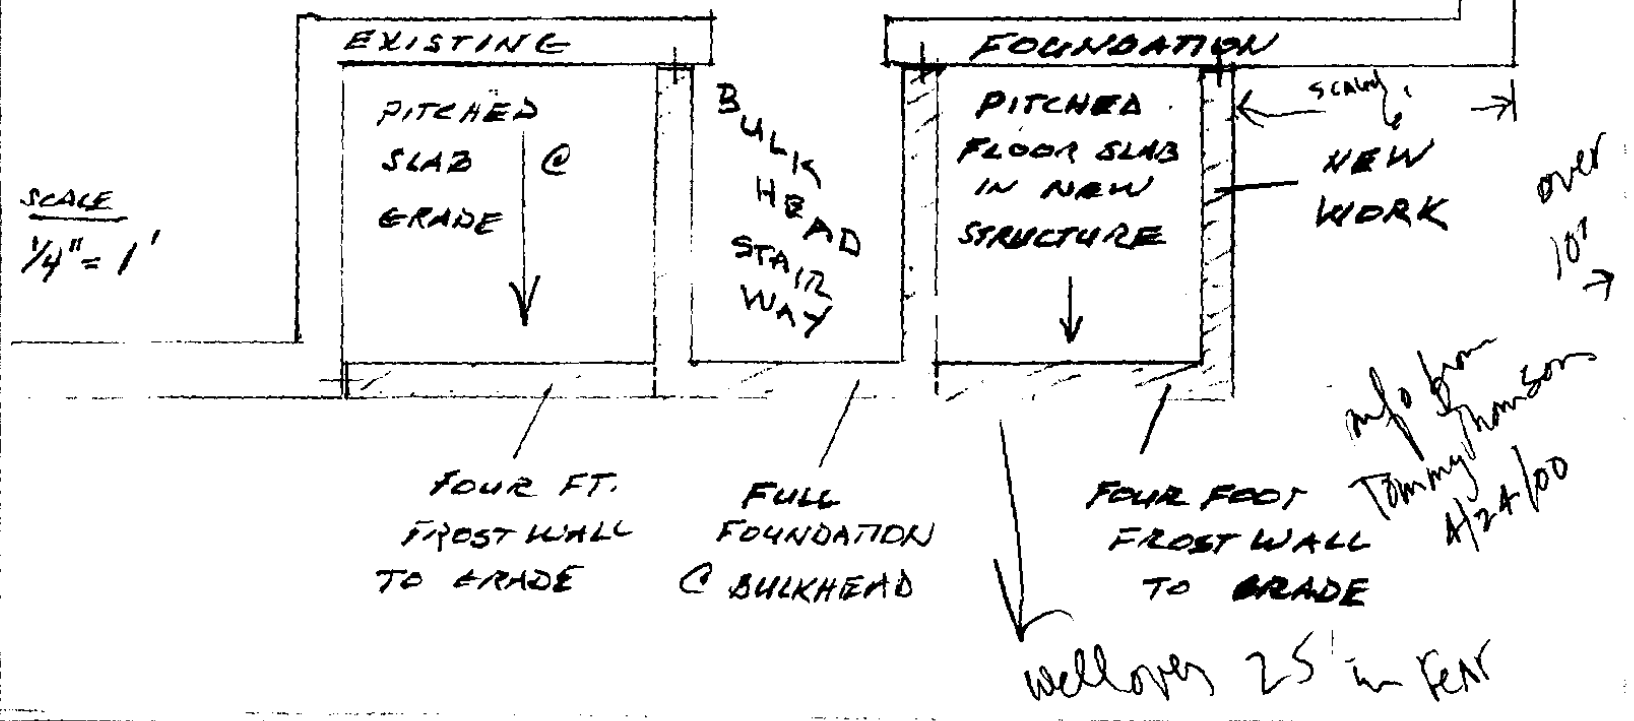 EXISTING
FOUNDATION
PITCHED
SLAB @
GRADE
BULK
HEAD
STAIR
WAY
PITCHED
FLOOR SLAB
IN NEW
STRUCTURE
scaled
6'
NEW
WORK
over
10'
SCALE
1/4" = 1'
info from
Tommy Thomson
4/24/00
FOUR FT.
FROST WALL
TO GRADE
FULL
FOUNDATION
@ BULKHEAD
FOUR FOOT
FROST WALL
TO GRADE
well over 25' in rear